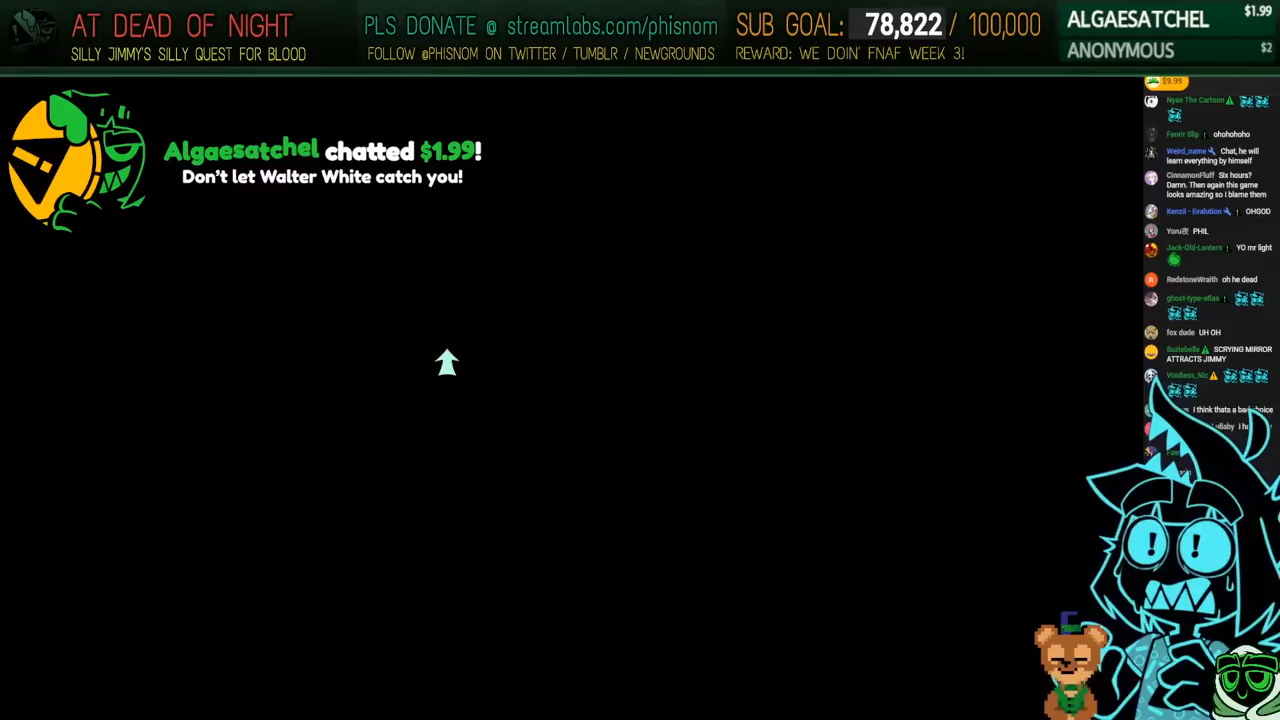 AT DEAD OF NIGHT
SILLY JIMMY'S SILLY QUEST FOR BLOOD
PLS DONATE @ streamlabs.com/phisnom
FOLLOW @PHISNOM ON TWITTER / TUMBLR / NEWGROUNDS
SUB GOAL: 78,822 / 100,000
REWARD: WE DOIN' FNAF WEEK 3!
ALGAESATCHEL $1.99
ANONYMOUS $2
Algaesatchel chatted $1.99!
Don't let Walter White catch you!
$9.99
Nyan The Cartoon
Fenrir Slip ohohohoho
Weird_name Chat, he will
learn everything by himself
CinnamonFluff Six hours?
Damn. Then again this game
looks amazing so I blame them
Kenzii - Evalution OHGOD
Yoru夜 PHIL
Jack-Old-Lantern YO mr light
RedstoneWraith oh he dead
ghost-type-atlas
fox dude UH OH
Suziebelle SCRYING MIRROR
ATTRACTS JIMMY
Voidless_Nic
I think thats a bad choice